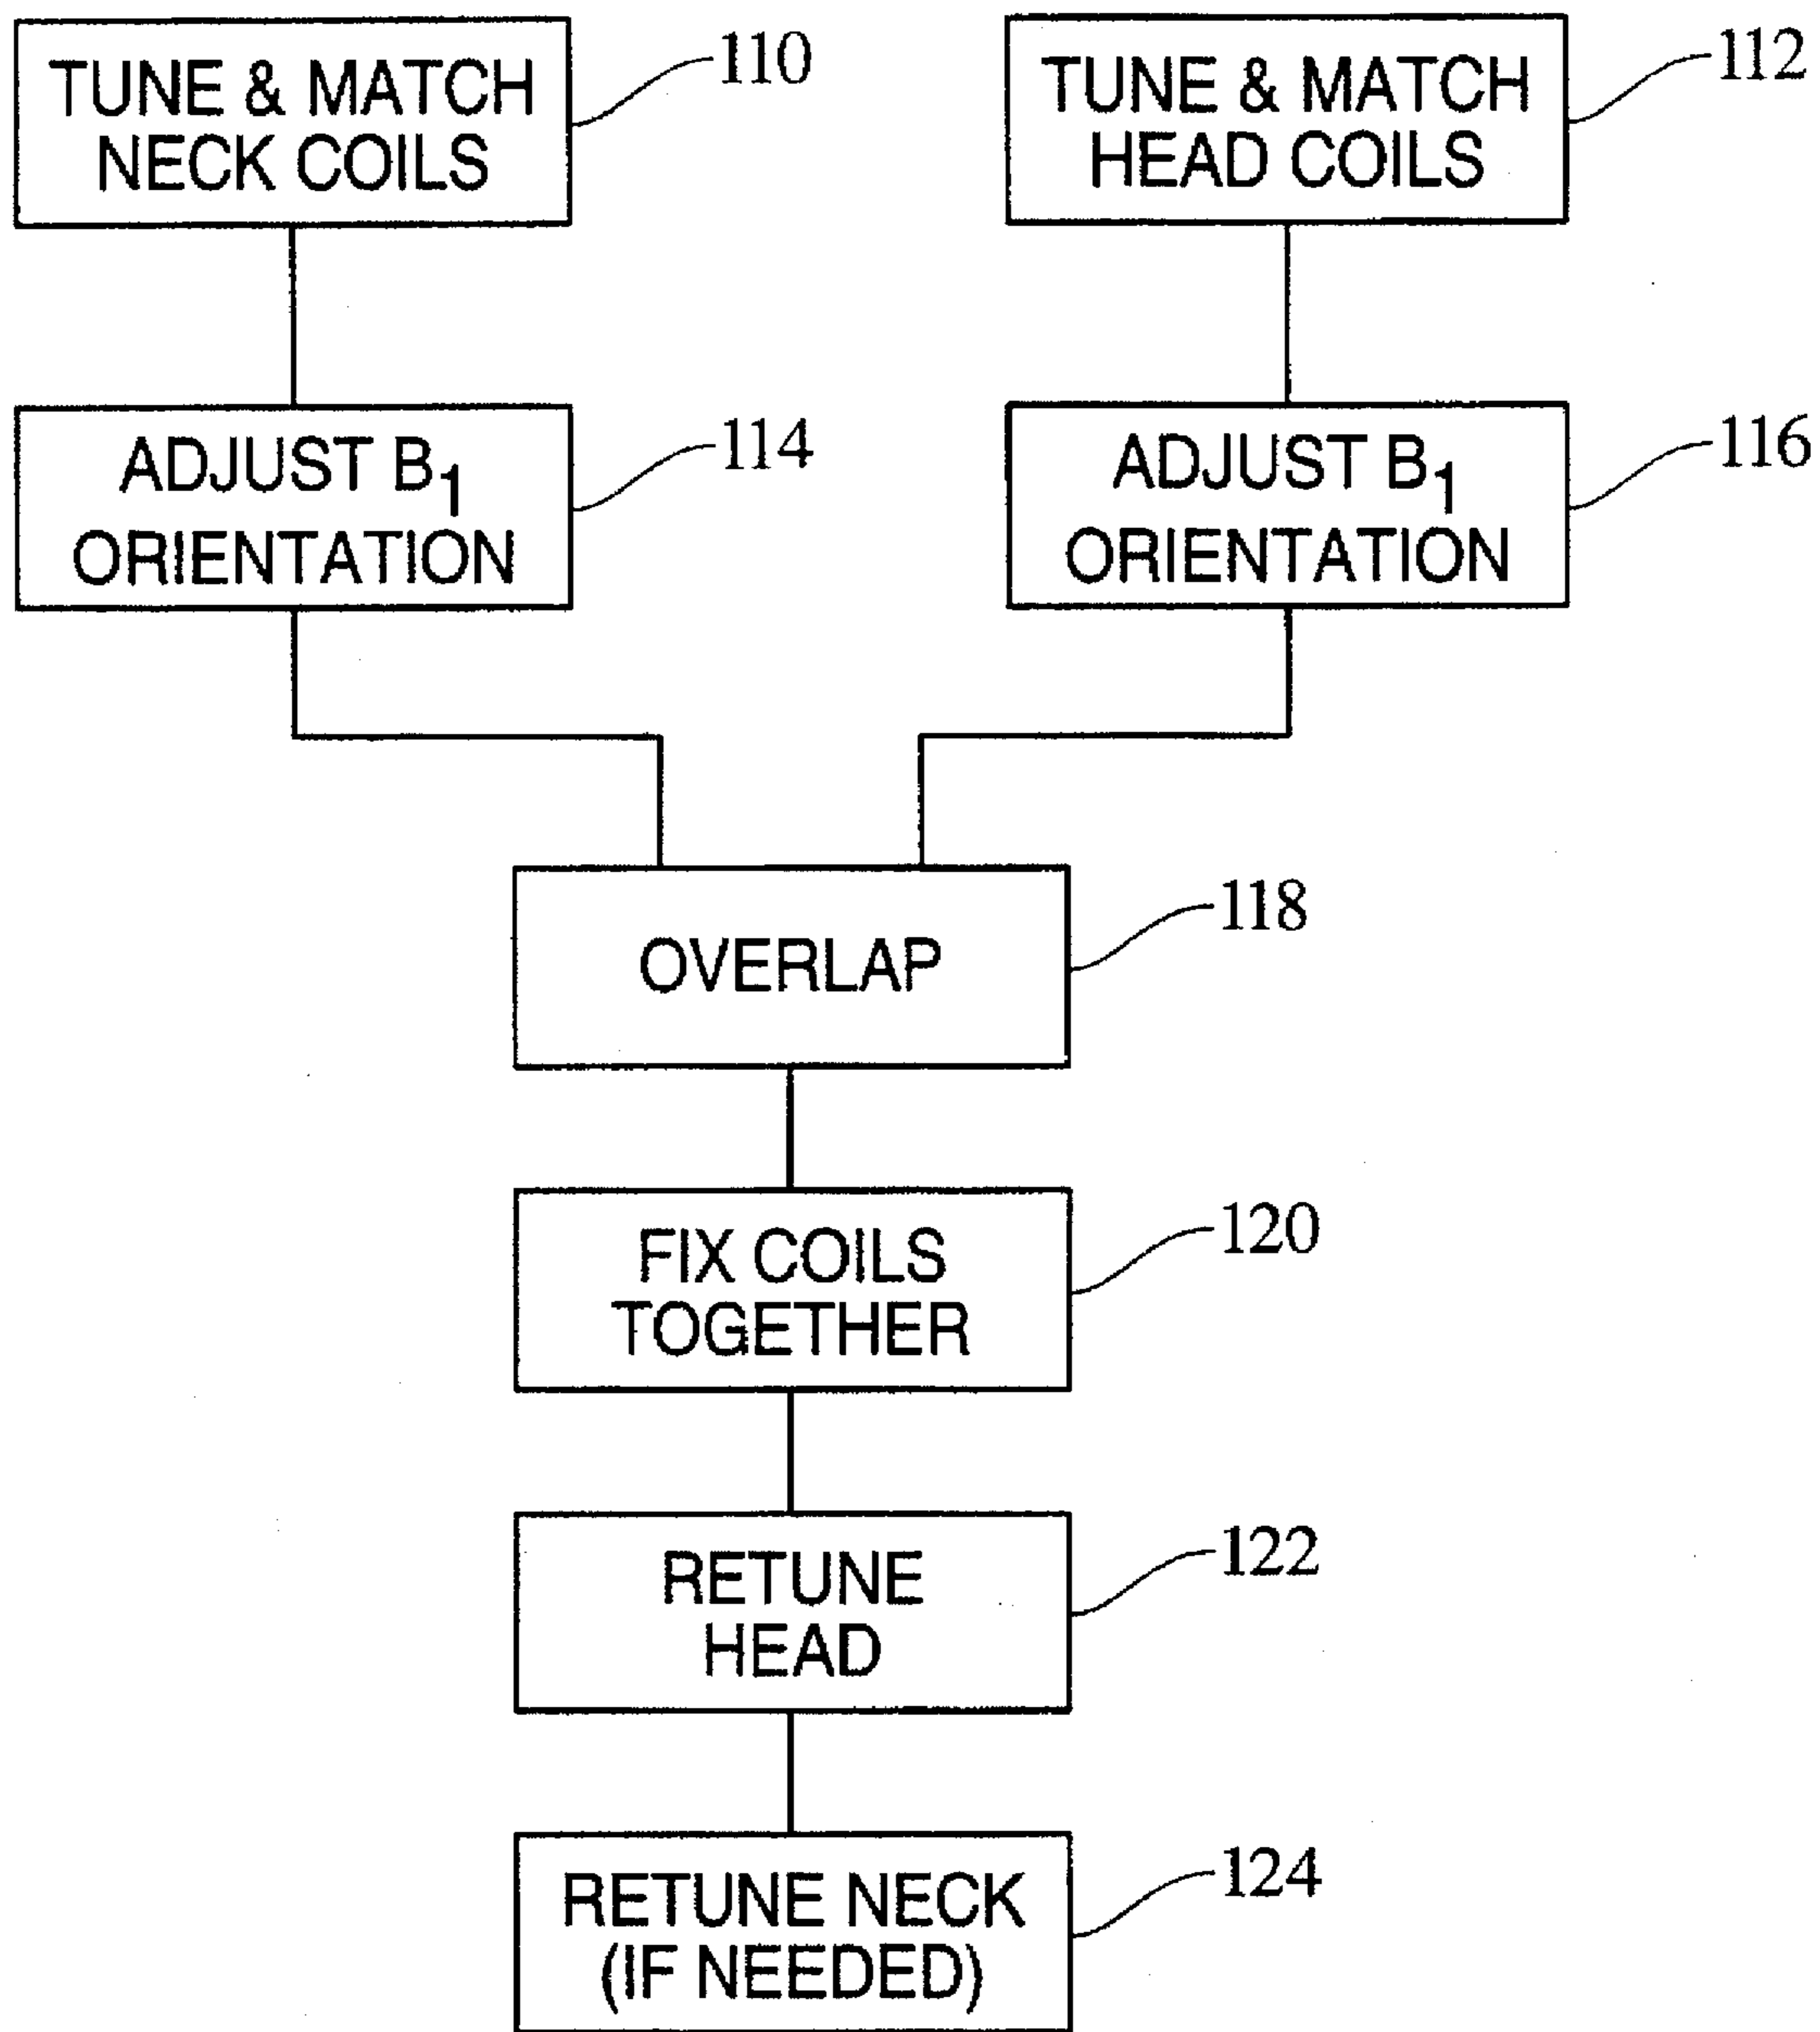 TUNE & MATCH
NECK COILS
110
TUNE & MATCH
HEAD COILS
112
ADJUST B1
ORIENTATION
114
ADJUST B1
ORIENTATION
116
OVERLAP
118
FIX COILS
TOGETHER
120
RETUNE
HEAD
122
RETUNE NECK
(IF NEEDED)
124